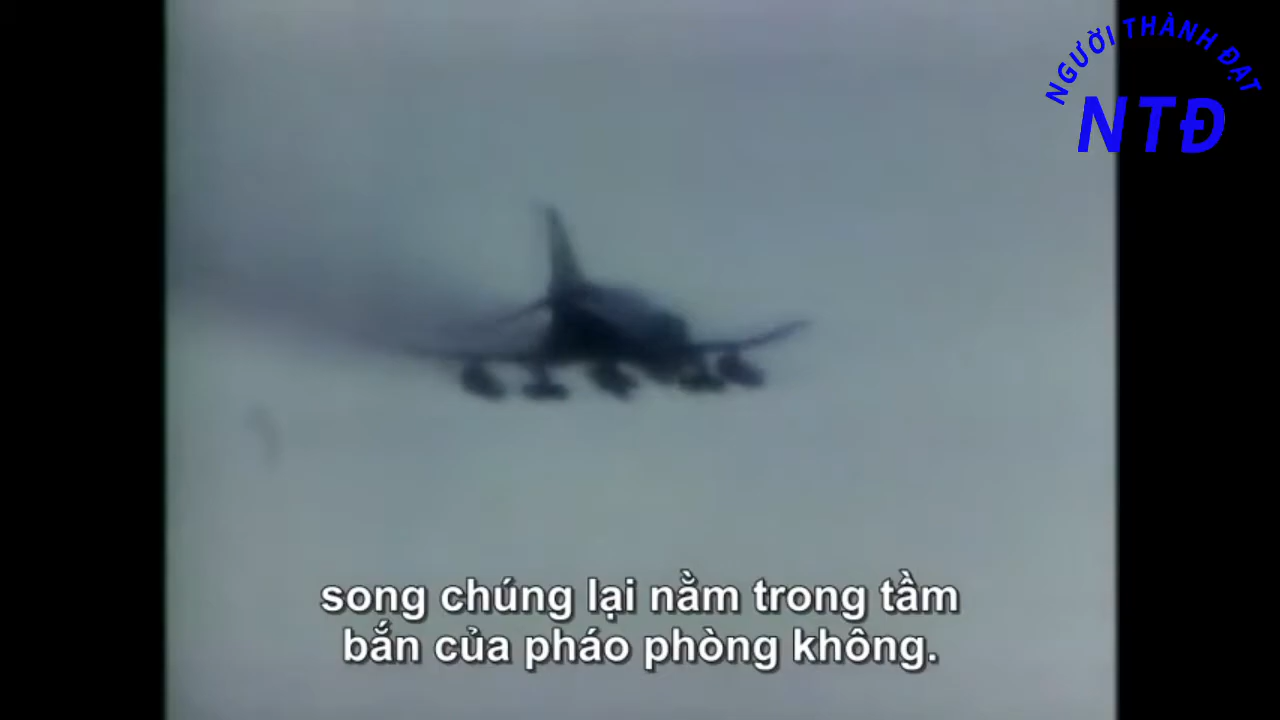 NGƯỜI THÀNH ĐẠT
NTĐ
song chúng lại nằm trong tầm
bắn của pháo phòng không.